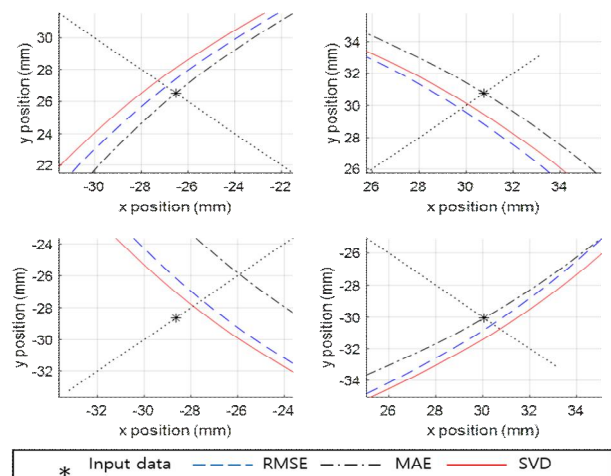 30
28
26
24
22
-30 -28 -26 -24 -22
x position (mm)
y position (mm)
34
32
30
28
26
26 28 30 32 34
x position (mm)
y position (mm)
-24
-26
-28
-30
-32
-32 -30 -28 -26 -24
x position (mm)
y position (mm)
-26
-28
-30
-32
-34
26 28 30 32 34
x position (mm)
y position (mm)
* Input data RMSE MAE SVD